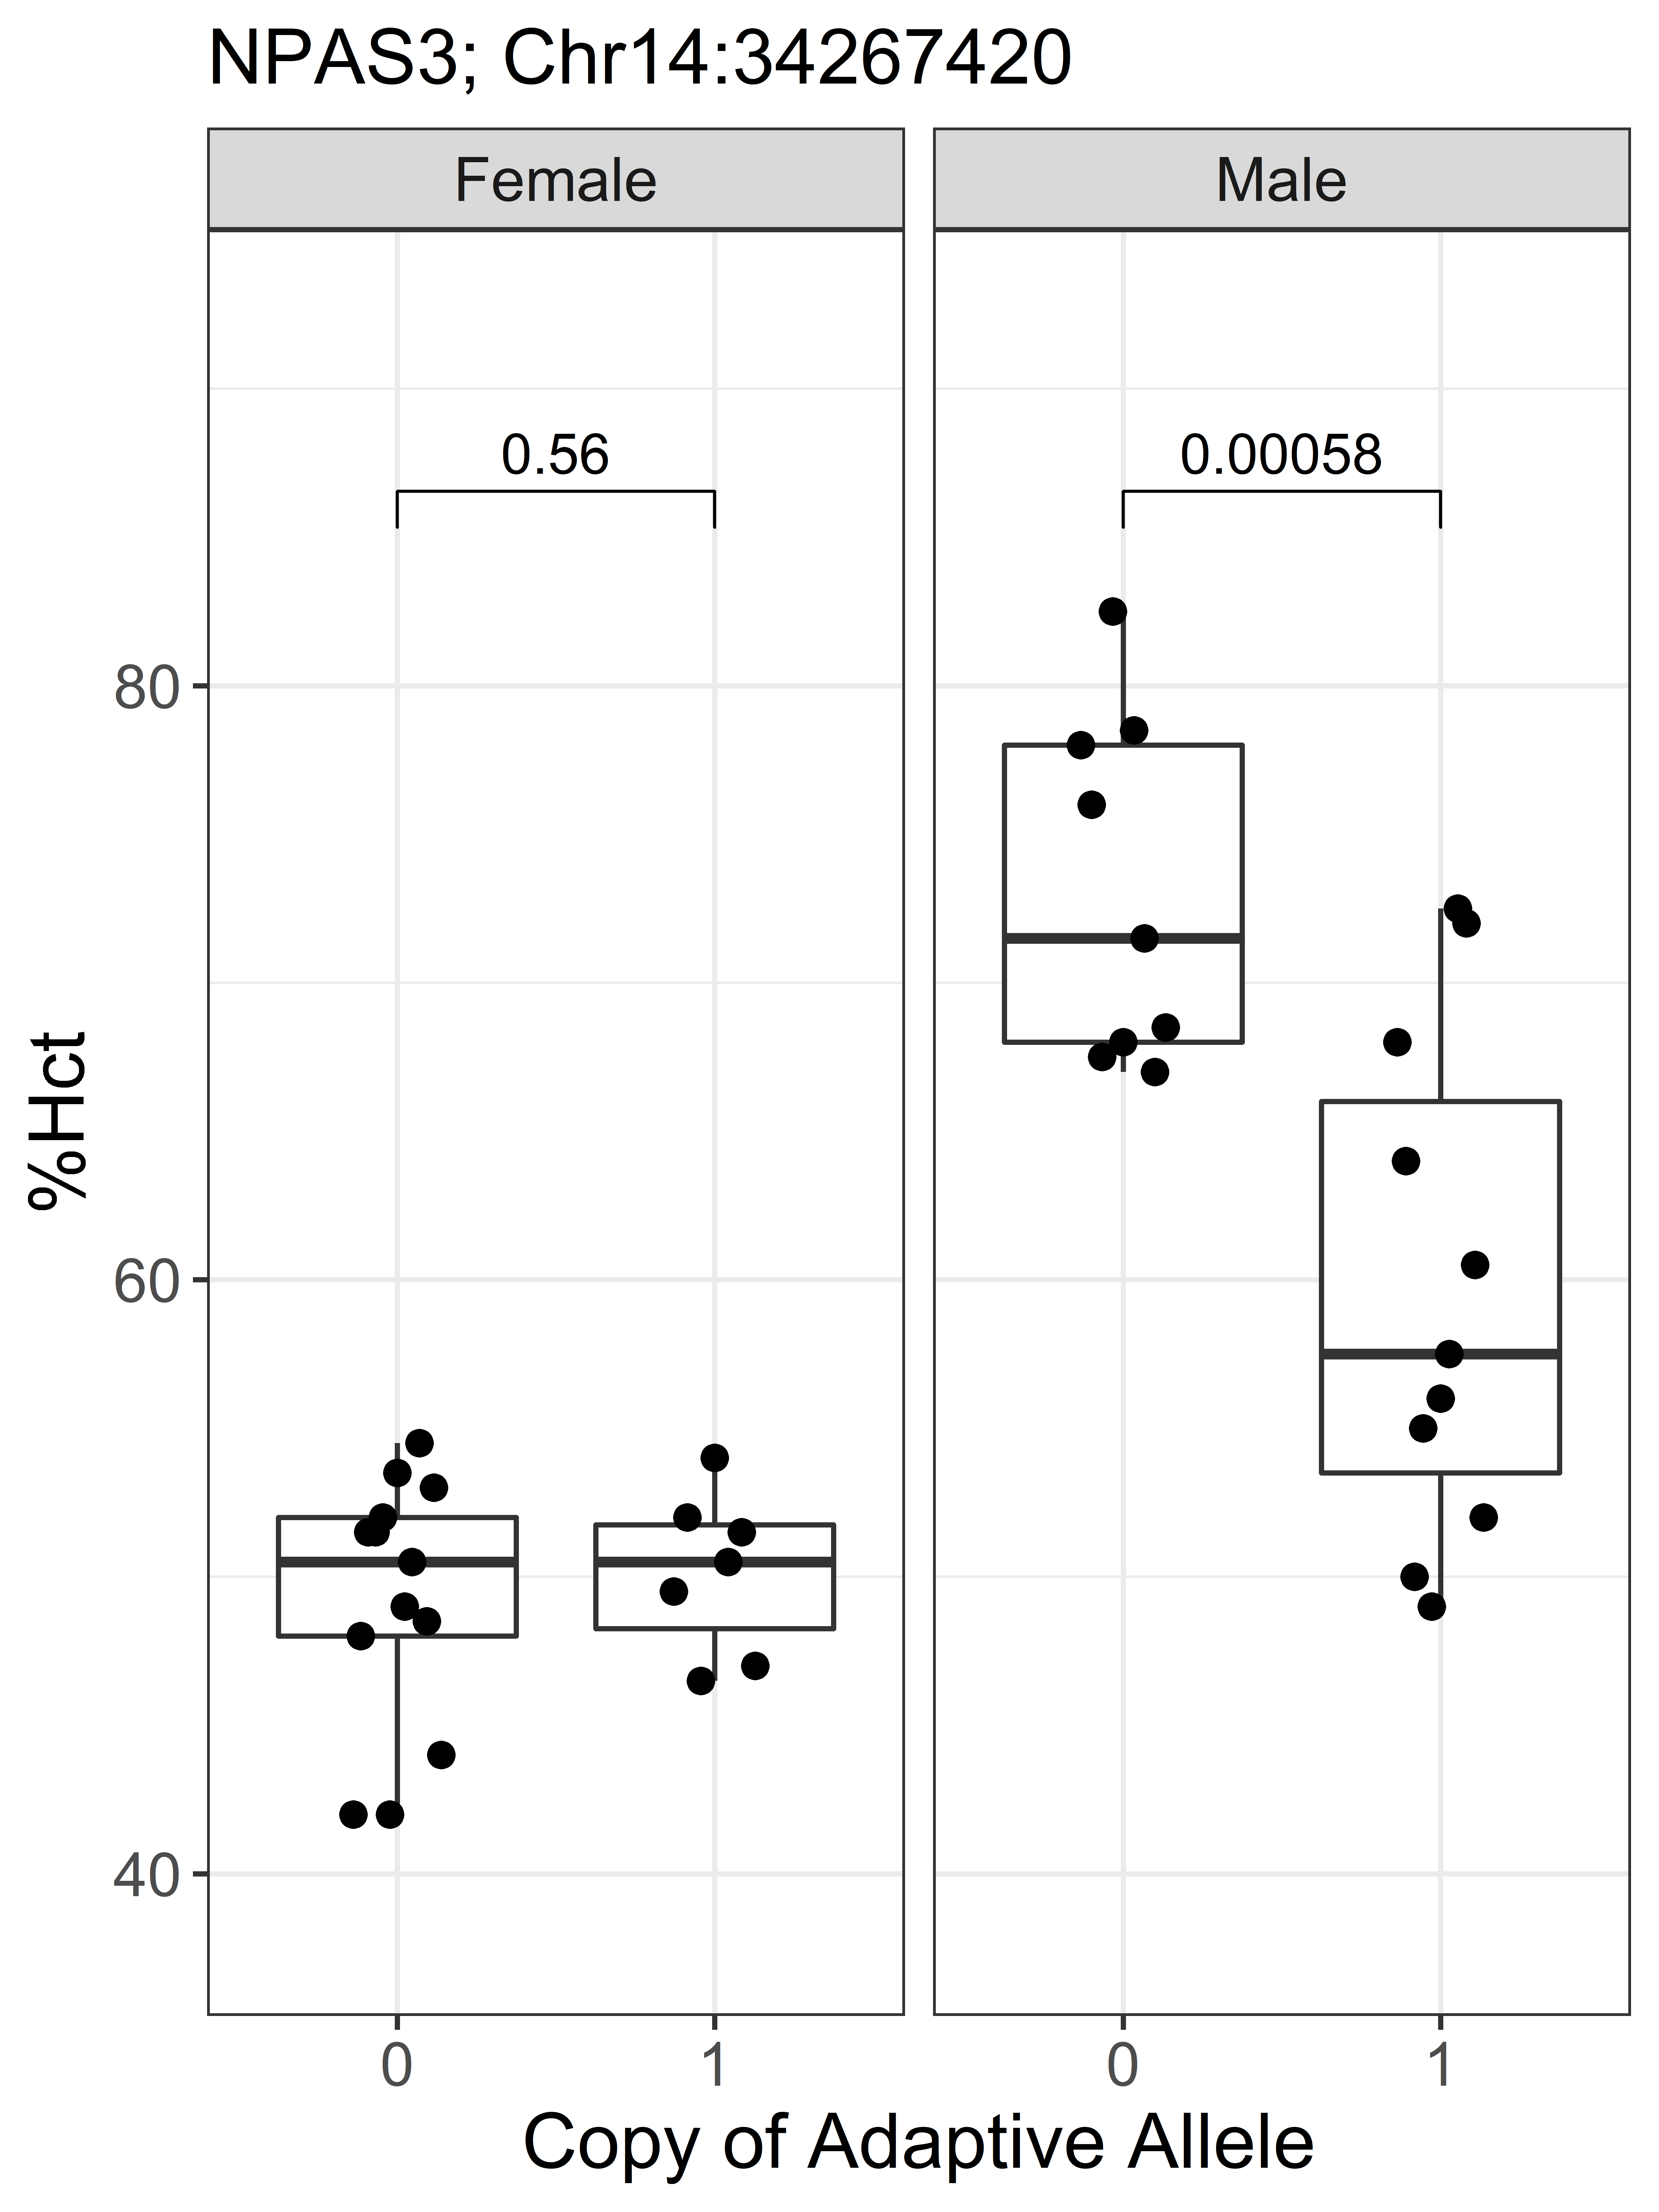 NPAS3; Chr14:34267420
Female
Male
0.56
0.00058
80
60
40
%Hct
0
1
0
1
Copy of Adaptive Allele